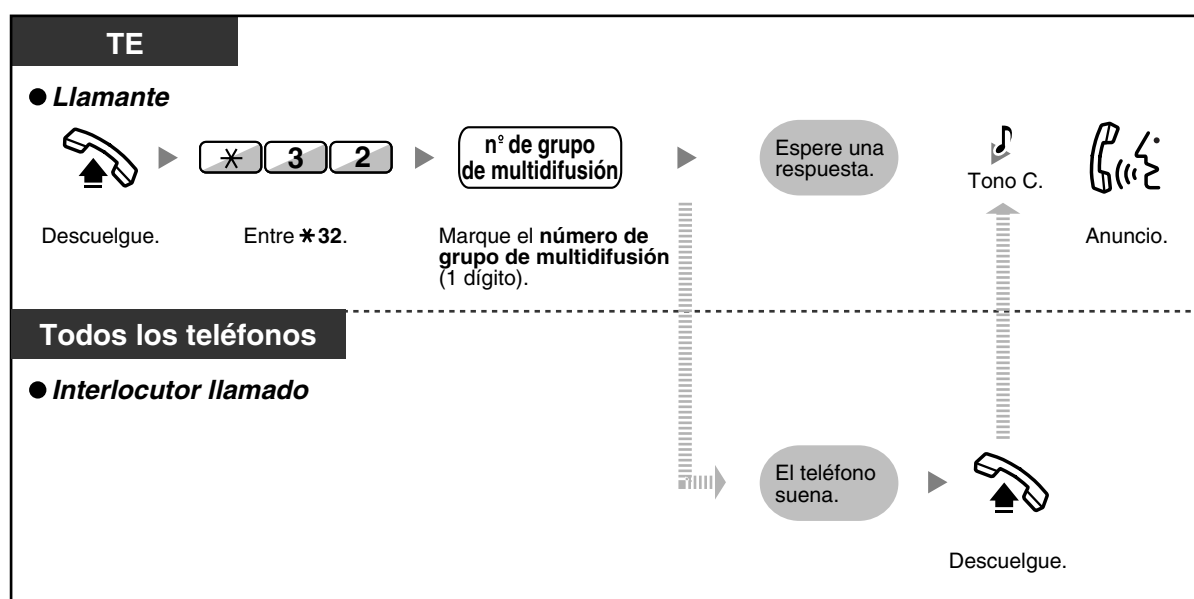 TE
● Llamante
✳ 3 2
n° de grupo
de multidifusión
Espere una
respuesta.
Tono C.
Descuelgue.
Entre ✳32.
Marque el número de
grupo de multidifusión
(1 dígito).
Anuncio.
Todos los teléfonos
● Interlocutor llamado
El teléfono
suena.
Descuelgue.